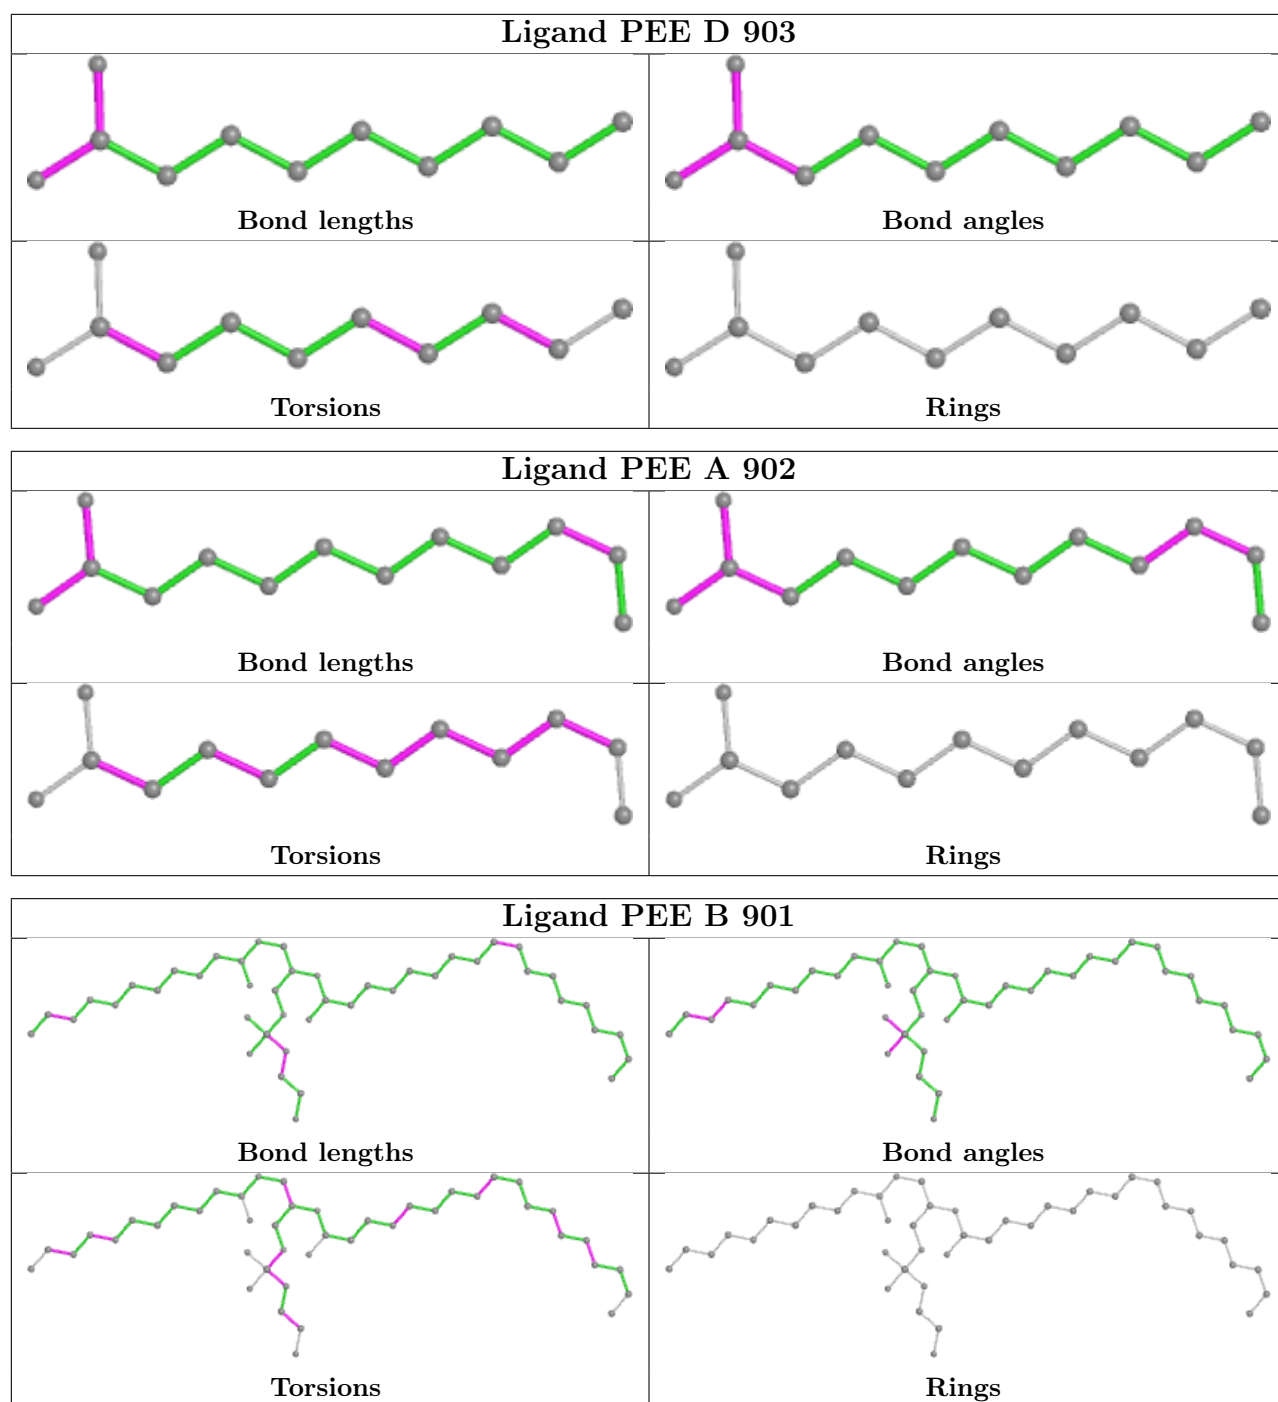 Ligand PEE D 903
Bond lengths
Bond angles
Torsions
Rings
Ligand PEE A 902
Bond lengths
Bond angles
Torsions
Rings
Ligand PEE B 901
Bond lengths
Bond angles
Torsions
Rings